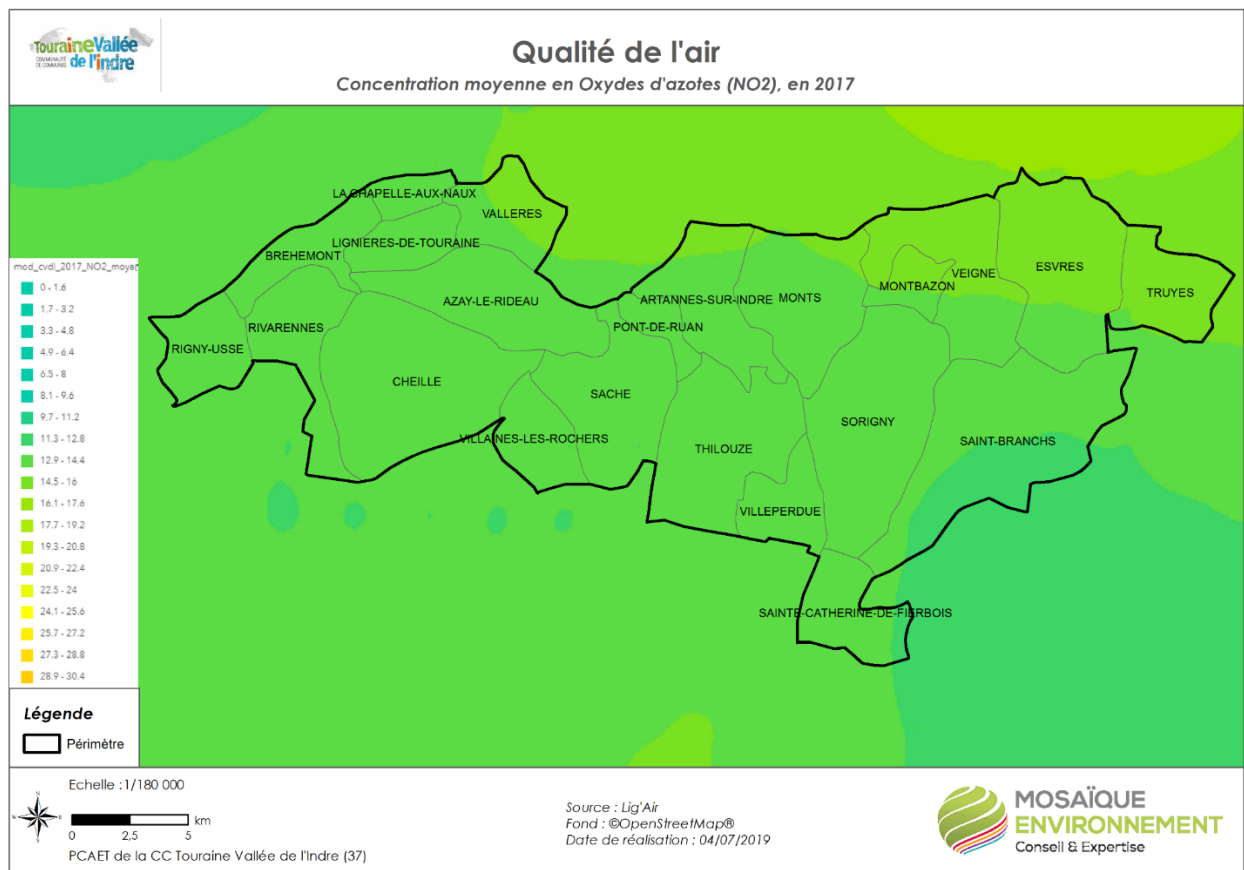 TouraineVallée
COMMUNAUTÉ
DE COMMUNES
de l'indre
Qualité de l'air
Concentration moyenne en Oxydes d'azotes (NO2), en 2017
LA CHAPELLE-AUX-NAUX
VALLERES
LIGNIERES-DE-TOURAINE
BREHEMONT
AZAY-LE-RIDEAU
ARTANNES-SUR-INDRE
MONTS
MONTBAZON
VEIGNE
ESVRES
TRUYES
RIVARENNES
PONT-DE-RUAN
RIGNY-USSE
CHEILLE
SACHE
SORIGNY
VILLAINES-LES-ROCHERS
THILOUZE
SAINT-BRANCHS
VILLEPERDUE
SAINTE-CATHERINE-DE-FIERBOIS
mod_cvdl_2017_NO2_moye
0 - 1.6
1.7 - 3.2
3.3 - 4.8
4.9 - 6.4
6.5 - 8
8.1 - 9.6
9.7 - 11.2
11.3 - 12.8
12.9 - 14.4
14.5 - 16
16.1 - 17.6
17.7 - 19.2
19.3 - 20.8
20.9 - 22.4
22.5 - 24
24.1 - 25.6
25.7 - 27.2
27.3 - 28.8
28.9 - 30.4
Légende
Périmètre
Echelle : 1/180 000
0 2,5 5 km
PCAET de la CC Touraine Vallée de l'Indre (37)
Source : Lig'Air
Fond : ©OpenStreetMap®
Date de réalisation : 04/07/2019
MOSAÏQUE
ENVIRONNEMENT
Conseil & Expertise